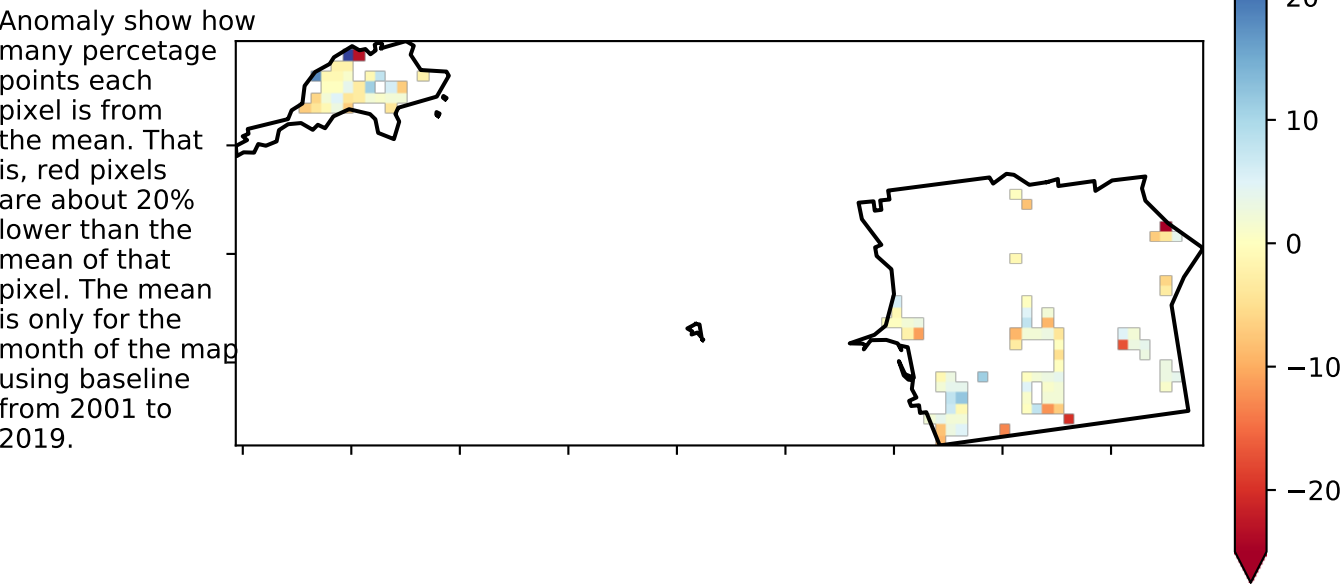 Anomaly show how
many percetage
points each
pixel is from
the mean. That
is, red pixels
are about 20%
lower than the
mean of that
pixel. The mean
is only for the
month of the map
using baseline
from 2001 to
2019.
20
10
0
−10
−20